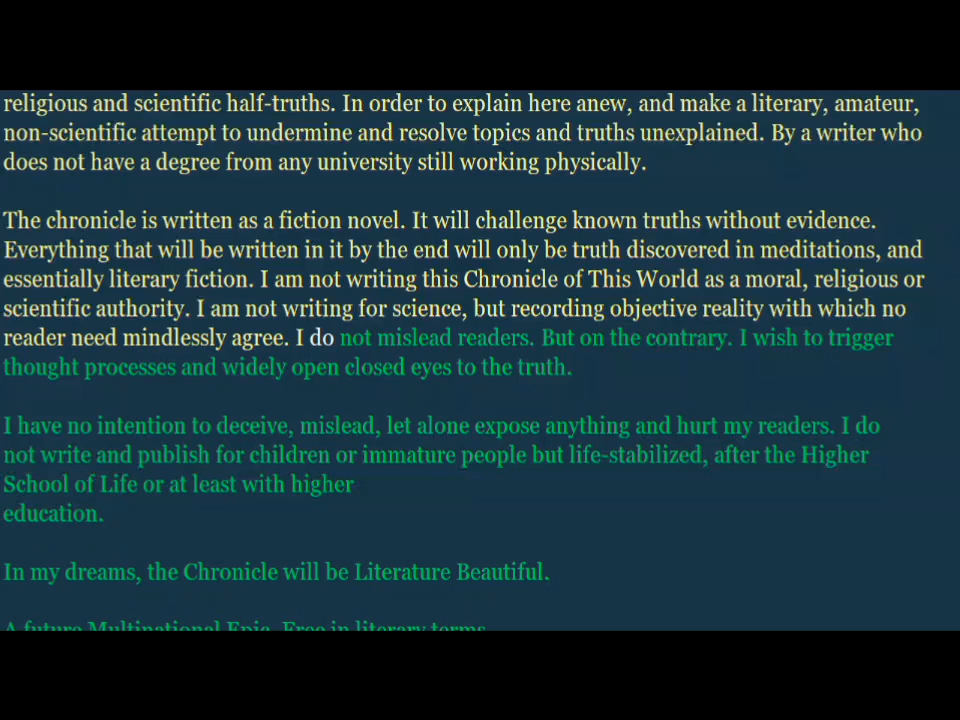 religious and scientific half-truths. In order to explain here anew, and make a literary, amateur,
non-scientific attempt to undermine and resolve topics and truths unexplained. By a writer who
does not have a degree from any university still working physically.
The chronicle is written as a fiction novel. It will challenge known truths without evidence.
Everything that will be written in it by the end will only be truth discovered in meditations, and
essentially literary fiction. I am not writing this Chronicle of This World as a moral, religious or
scientific authority. I am not writing for science, but recording objective reality with which no
reader need mindlessly agree. I do not mislead readers. But on the contrary. I wish to trigger
thought processes and widely open closed eyes to the truth.
I have no intention to deceive, mislead, let alone expose anything and hurt my readers. I do
not write and publish for children or immature people but life-stabilized, after the Higher
School of Life or at least with higher
education.
In my dreams, the Chronicle will be Literature Beautiful.
A future Multinational Epic. Free in literary terms